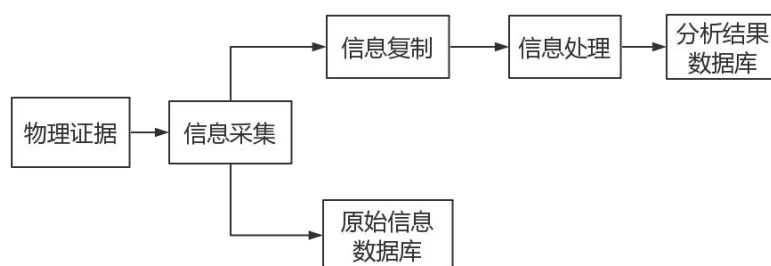 信息复制
信息处理
分析结果
数据库
物理证据
信息采集
原始信息
数据库